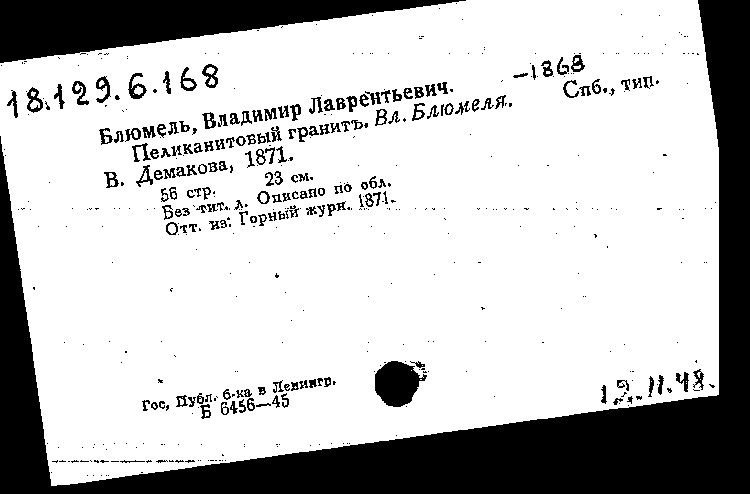 18.129.6.168
Блюмель, Владимир Лаврентьевич. —1868
Пеликанитовый гранитъ. Вл. Блюмеля. Спб., тип.
В. Демакова, 1871.
56 стр. 23 см.
Без тит. л. Описано по обл.
Отт. из: Горный журн. 1871.
Гос. Публ. б-ка в Ленингр.
Б 6456—45
12.11.48.